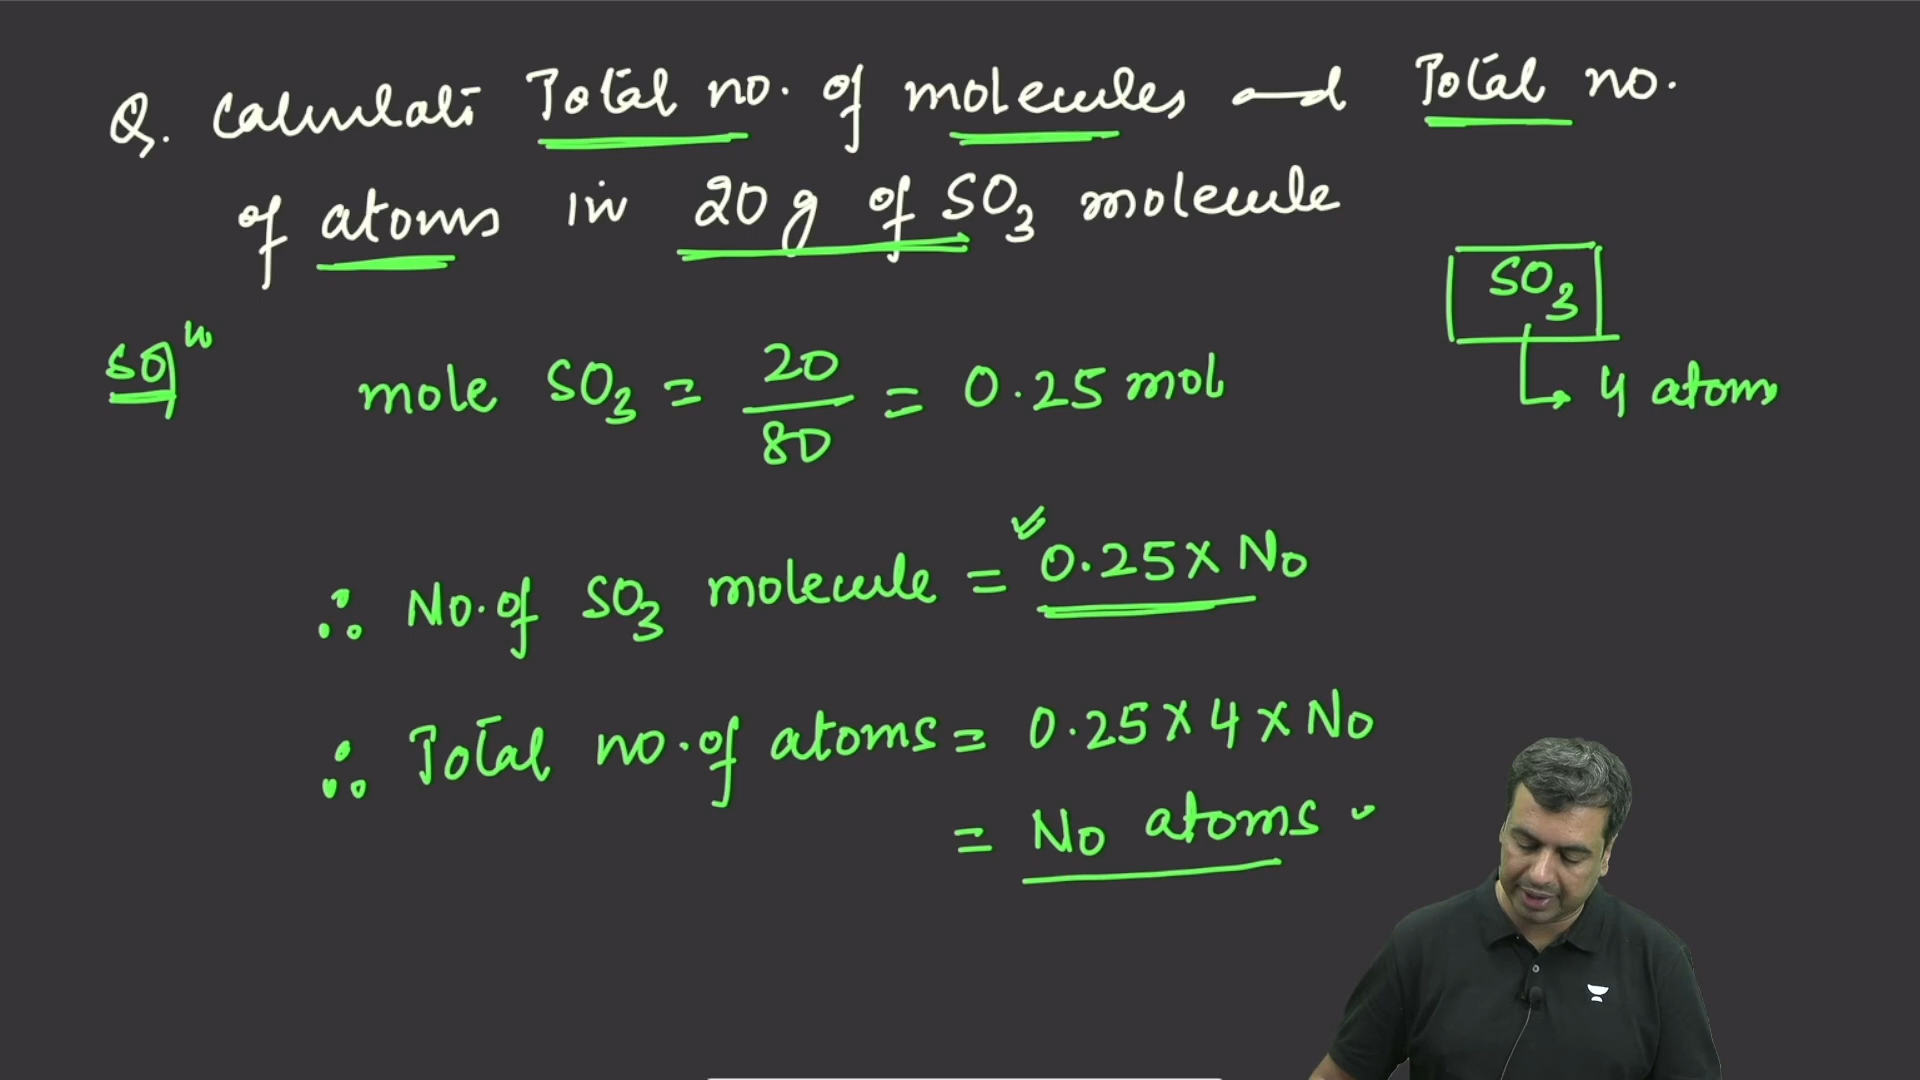 Q. Calculate Total no. of molecules and Total no.
of atoms in 20 g of SO₃ molecule
SO₃
4 atoms
Solⁿ
mole SO₃ = 20/80 = 0.25 mol
∴ No. of SO₃ molecule = 0.25 × No
∴ Total no. of atoms = 0.25 × 4 × No
= No atoms